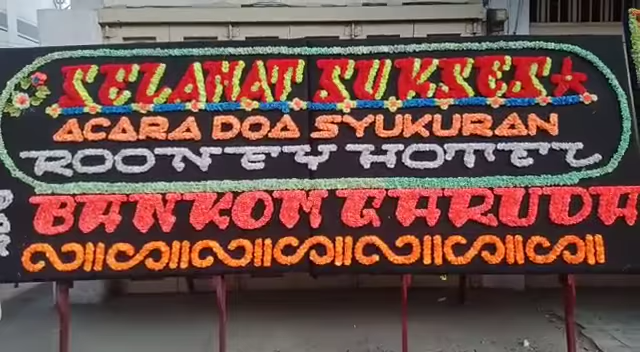 SELAMAT SUKSES
ACARA DOA SYUKURAN
ROONEY HOTEL
BANKOM GARUDA